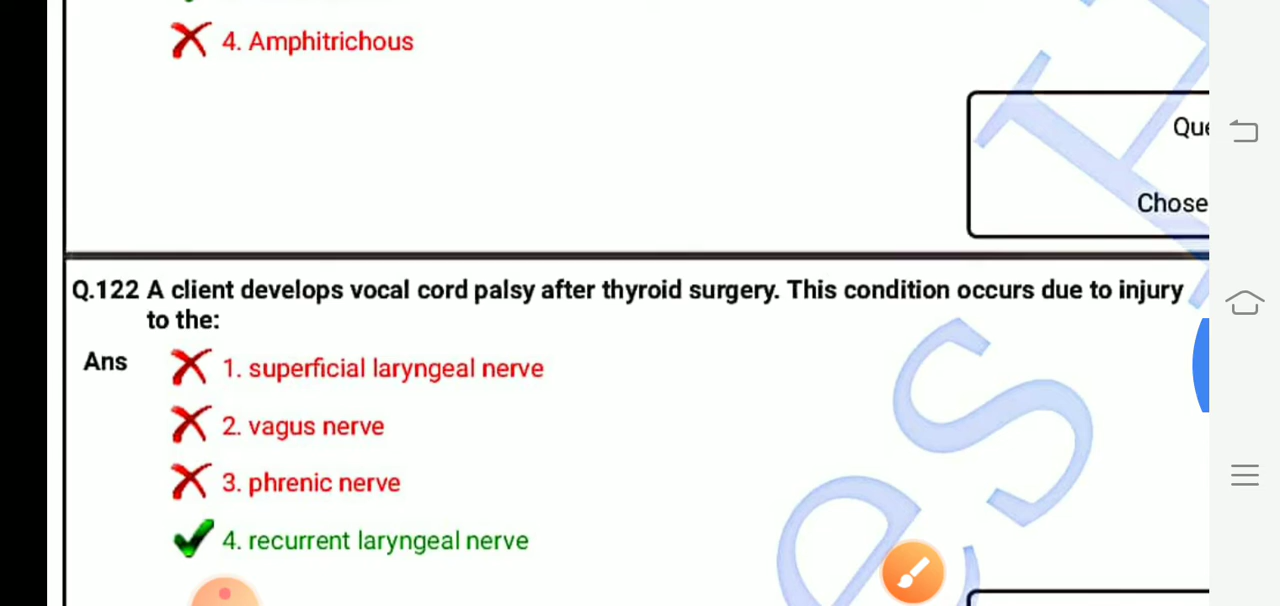 4. Amphitrichous
Chose
Q.122 A client develops vocal cord palsy after thyroid surgery. This condition occurs due to injury
to the:
Ans
1. superficial laryngeal nerve
2. vagus nerve
3. phrenic nerve
4. recurrent laryngeal nerve